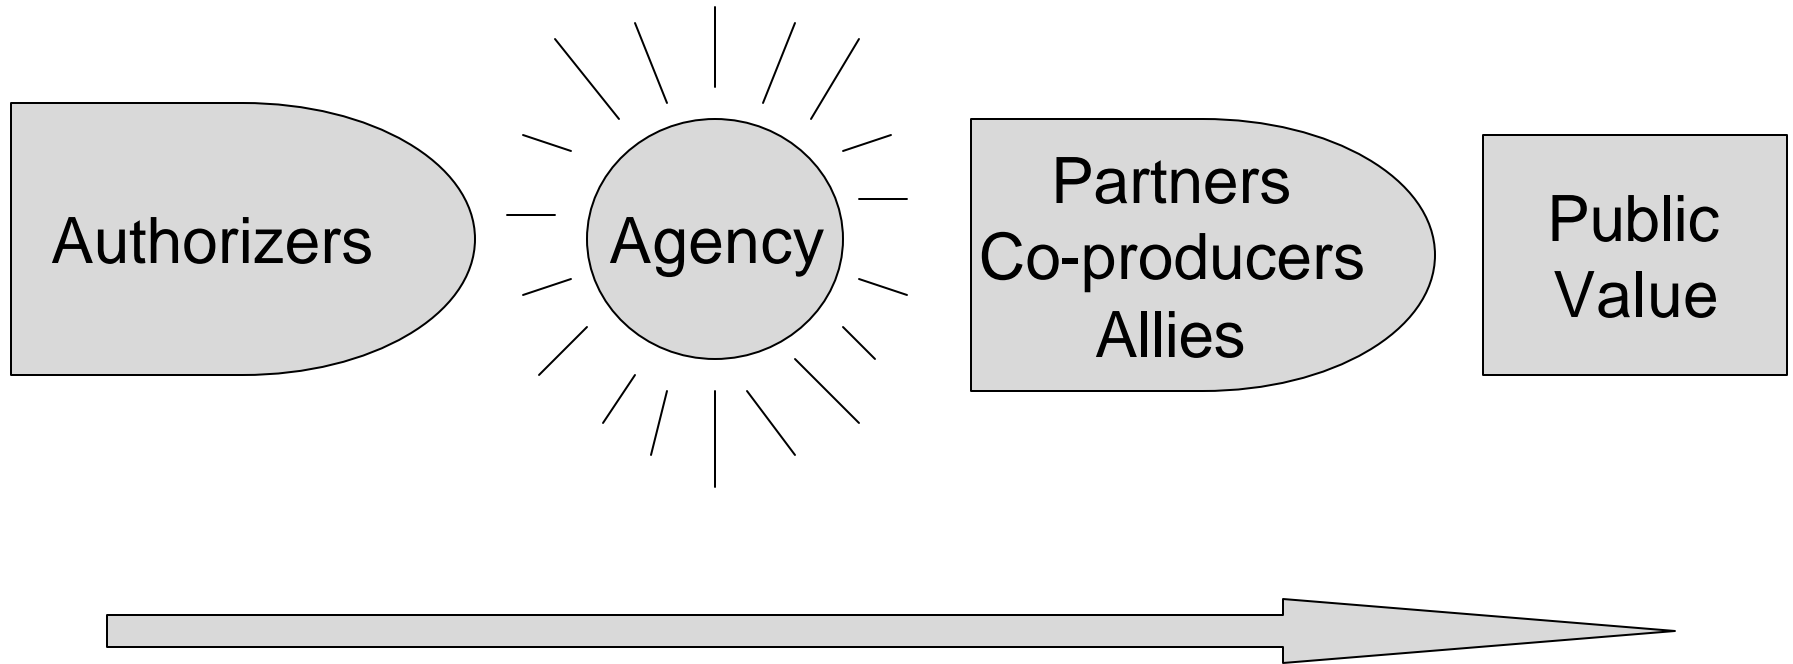 Authorizers
Agency
Partners
Co-producers
Allies
Public
Value